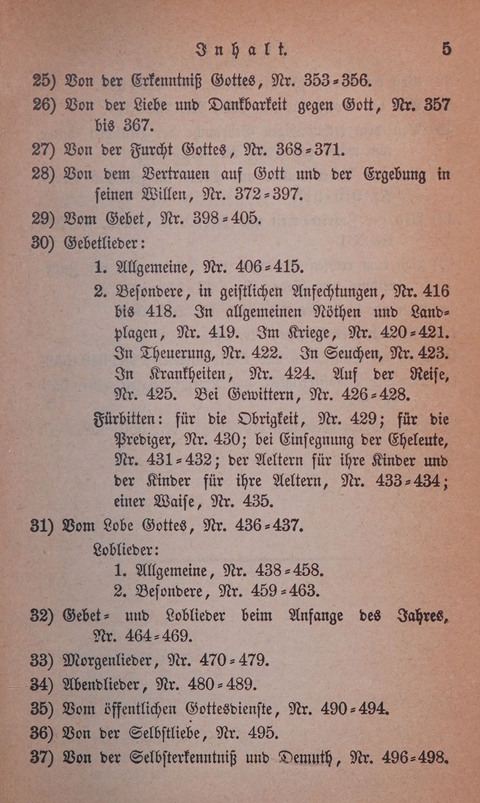 Inhalt. 5
25) Von der Erkenntniß Gottes, Nr. 353=356.
26) Von der Liebe und Dankbarkeit gegen Gott, Nr. 357
bis 367.
27) Von der Furcht Gottes, Nr. 368=371.
28) Von dem Vertrauen auf Gott und der Ergebung in
seinen Willen, Nr. 372=397.
29) Vom Gebet, Nr. 398=405.
30) Gebetlieder:
1. Allgemeine, Nr. 406=415.
2. Besondere, in geistlichen Anfechtungen, Nr. 416
bis 418. In allgemeinen Nöthen und Land=
plagen, Nr. 419. Im Kriege, Nr. 420=421.
In Theuerung, Nr. 422. In Seuchen, Nr. 423.
In Krankheiten, Nr. 424. Auf der Reise,
Nr. 425. Bei Gewittern, Nr. 426=428.
Fürbitten: für die Obrigkeit, Nr. 429; für die
Prediger, Nr. 430; bei Einsegnung der Eheleute,
Nr. 431=432; der Aeltern für ihre Kinder und
der Kinder für ihre Aeltern, Nr. 433=434;
einer Waise, Nr. 435.
31) Vom Lobe Gottes, Nr. 436=437.
Loblieder:
1. Allgemeine, Nr. 438=458.
2. Besondere, Nr. 459=463.
32) Gebet= und Loblieder beim Anfange des Jahres,
Nr. 464=469.
33) Morgenlieder, Nr. 470=479.
34) Abendlieder, Nr. 480=489.
35) Vom öffentlichen Gottesdienste, Nr. 490=494.
36) Von der Selbstliebe, Nr. 495.
37) Von der Selbsterkenntniß und Demuth, Nr. 496=498.